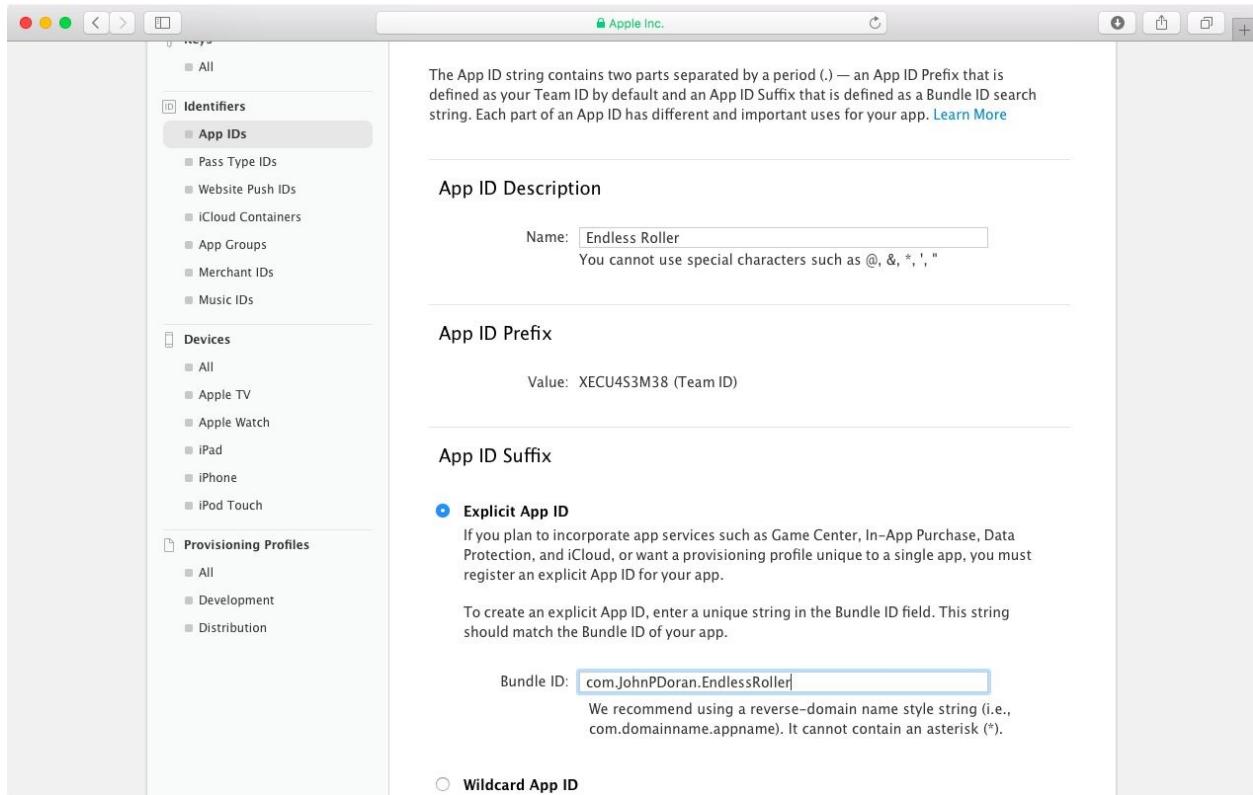 Apple Inc.
All
Identifiers
App IDs
Pass Type IDs
Website Push IDs
iCloud Containers
App Groups
Merchant IDs
Music IDs
Devices
All
Apple TV
Apple Watch
iPad
iPhone
iPod Touch
Provisioning Profiles
All
Development
Distribution
The App ID string contains two parts separated by a period (.) — an App ID Prefix that is
defined as your Team ID by default and an App ID Suffix that is defined as a Bundle ID search
string. Each part of an App ID has different and important uses for your app. Learn More
App ID Description
Name: Endless Roller
You cannot use special characters such as @, &, *, ', "
App ID Prefix
Value: XECU4S3M38 (Team ID)
App ID Suffix
Explicit App ID
If you plan to incorporate app services such as Game Center, In-App Purchase, Data
Protection, and iCloud, or want a provisioning profile unique to a single app, you must
register an explicit App ID for your app.
To create an explicit App ID, enter a unique string in the Bundle ID field. This string
should match the Bundle ID of your app.
Bundle ID: com.JohnPDoran.EndlessRoller
We recommend using a reverse-domain name style string (i.e.,
com.domainname.appname). It cannot contain an asterisk (*).
Wildcard App ID